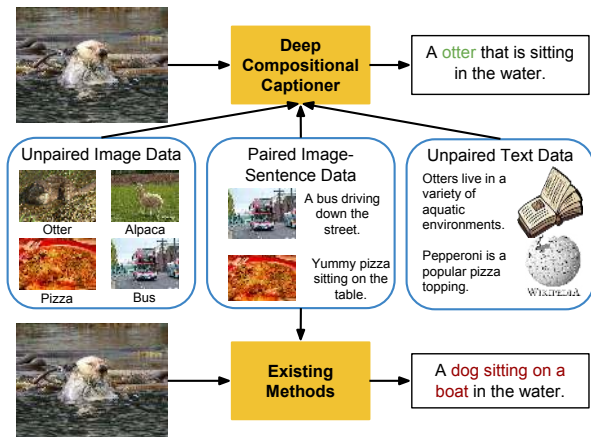 Deep
Compositional
Captioner
A otter that is sitting
in the water.
Unpaired Image Data
Otter
Alpaca
Pizza
Bus
Paired Image-
Sentence Data
A bus driving
down the
street.
Yummy pizza
sitting on the
table.
Unpaired Text Data
Otters live in a
variety of
aquatic
environments.
Pepperoni is a
popular pizza
topping.
WIKIPEDIA
Existing
Methods
A dog sitting on a
boat in the water.